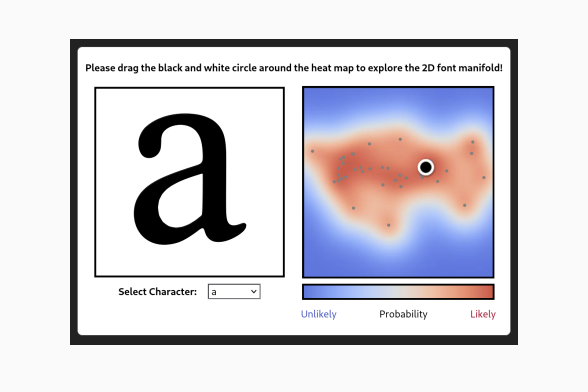 Please drag the black and white circle around the heat map to explore the 2D font manifold!
a
Select Character: a
Unlikely Probability Likely